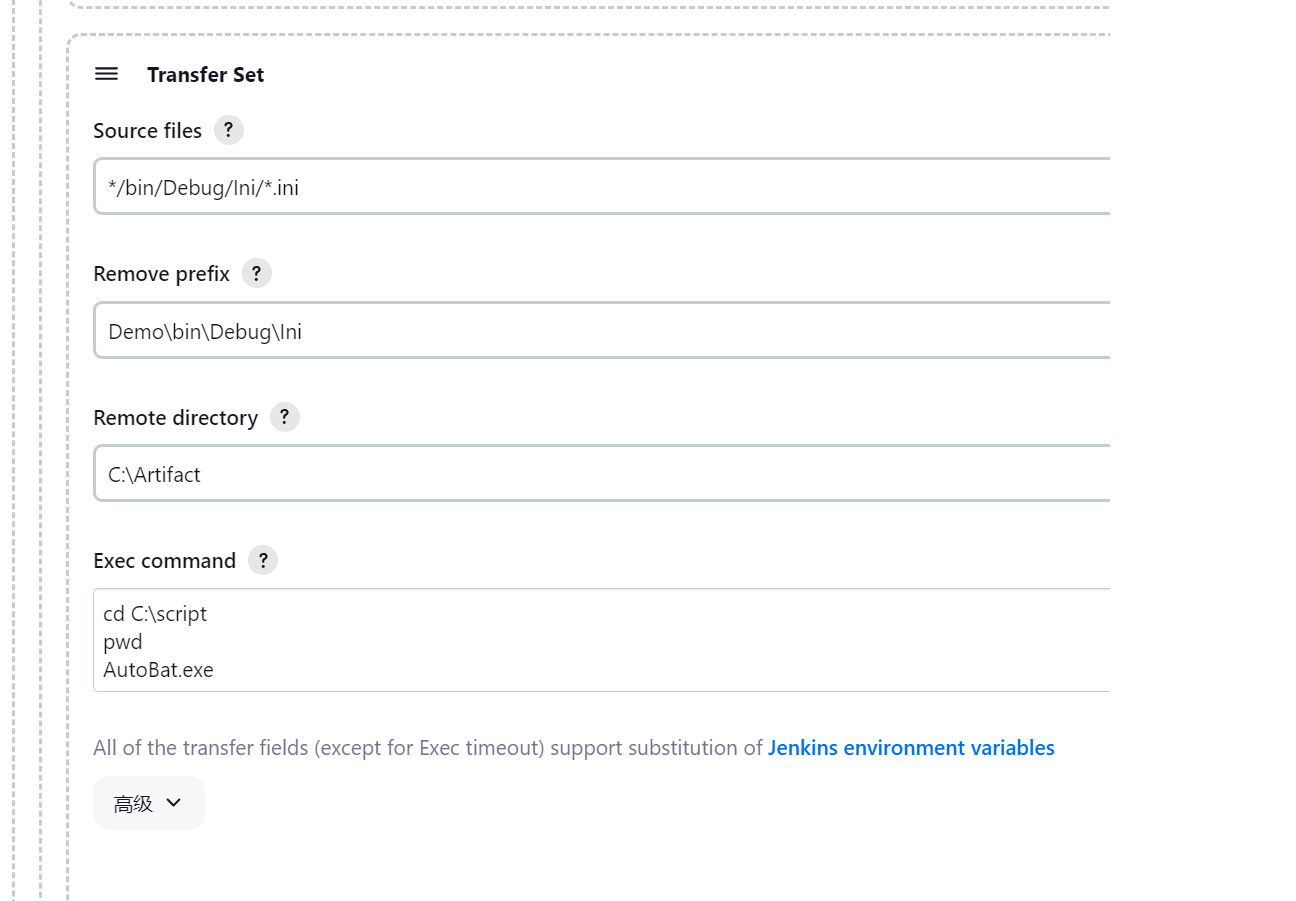 Transfer Set
Source files ?
*/bin/Debug/Ini/*.ini
Remove prefix ?
Demo\bin\Debug\Ini
Remote directory ?
C:\Artifact
Exec command ?
cd C:\script
pwd
AutoBat.exe
All of the transfer fields (except for Exec timeout) support substitution of Jenkins environment variables
高级